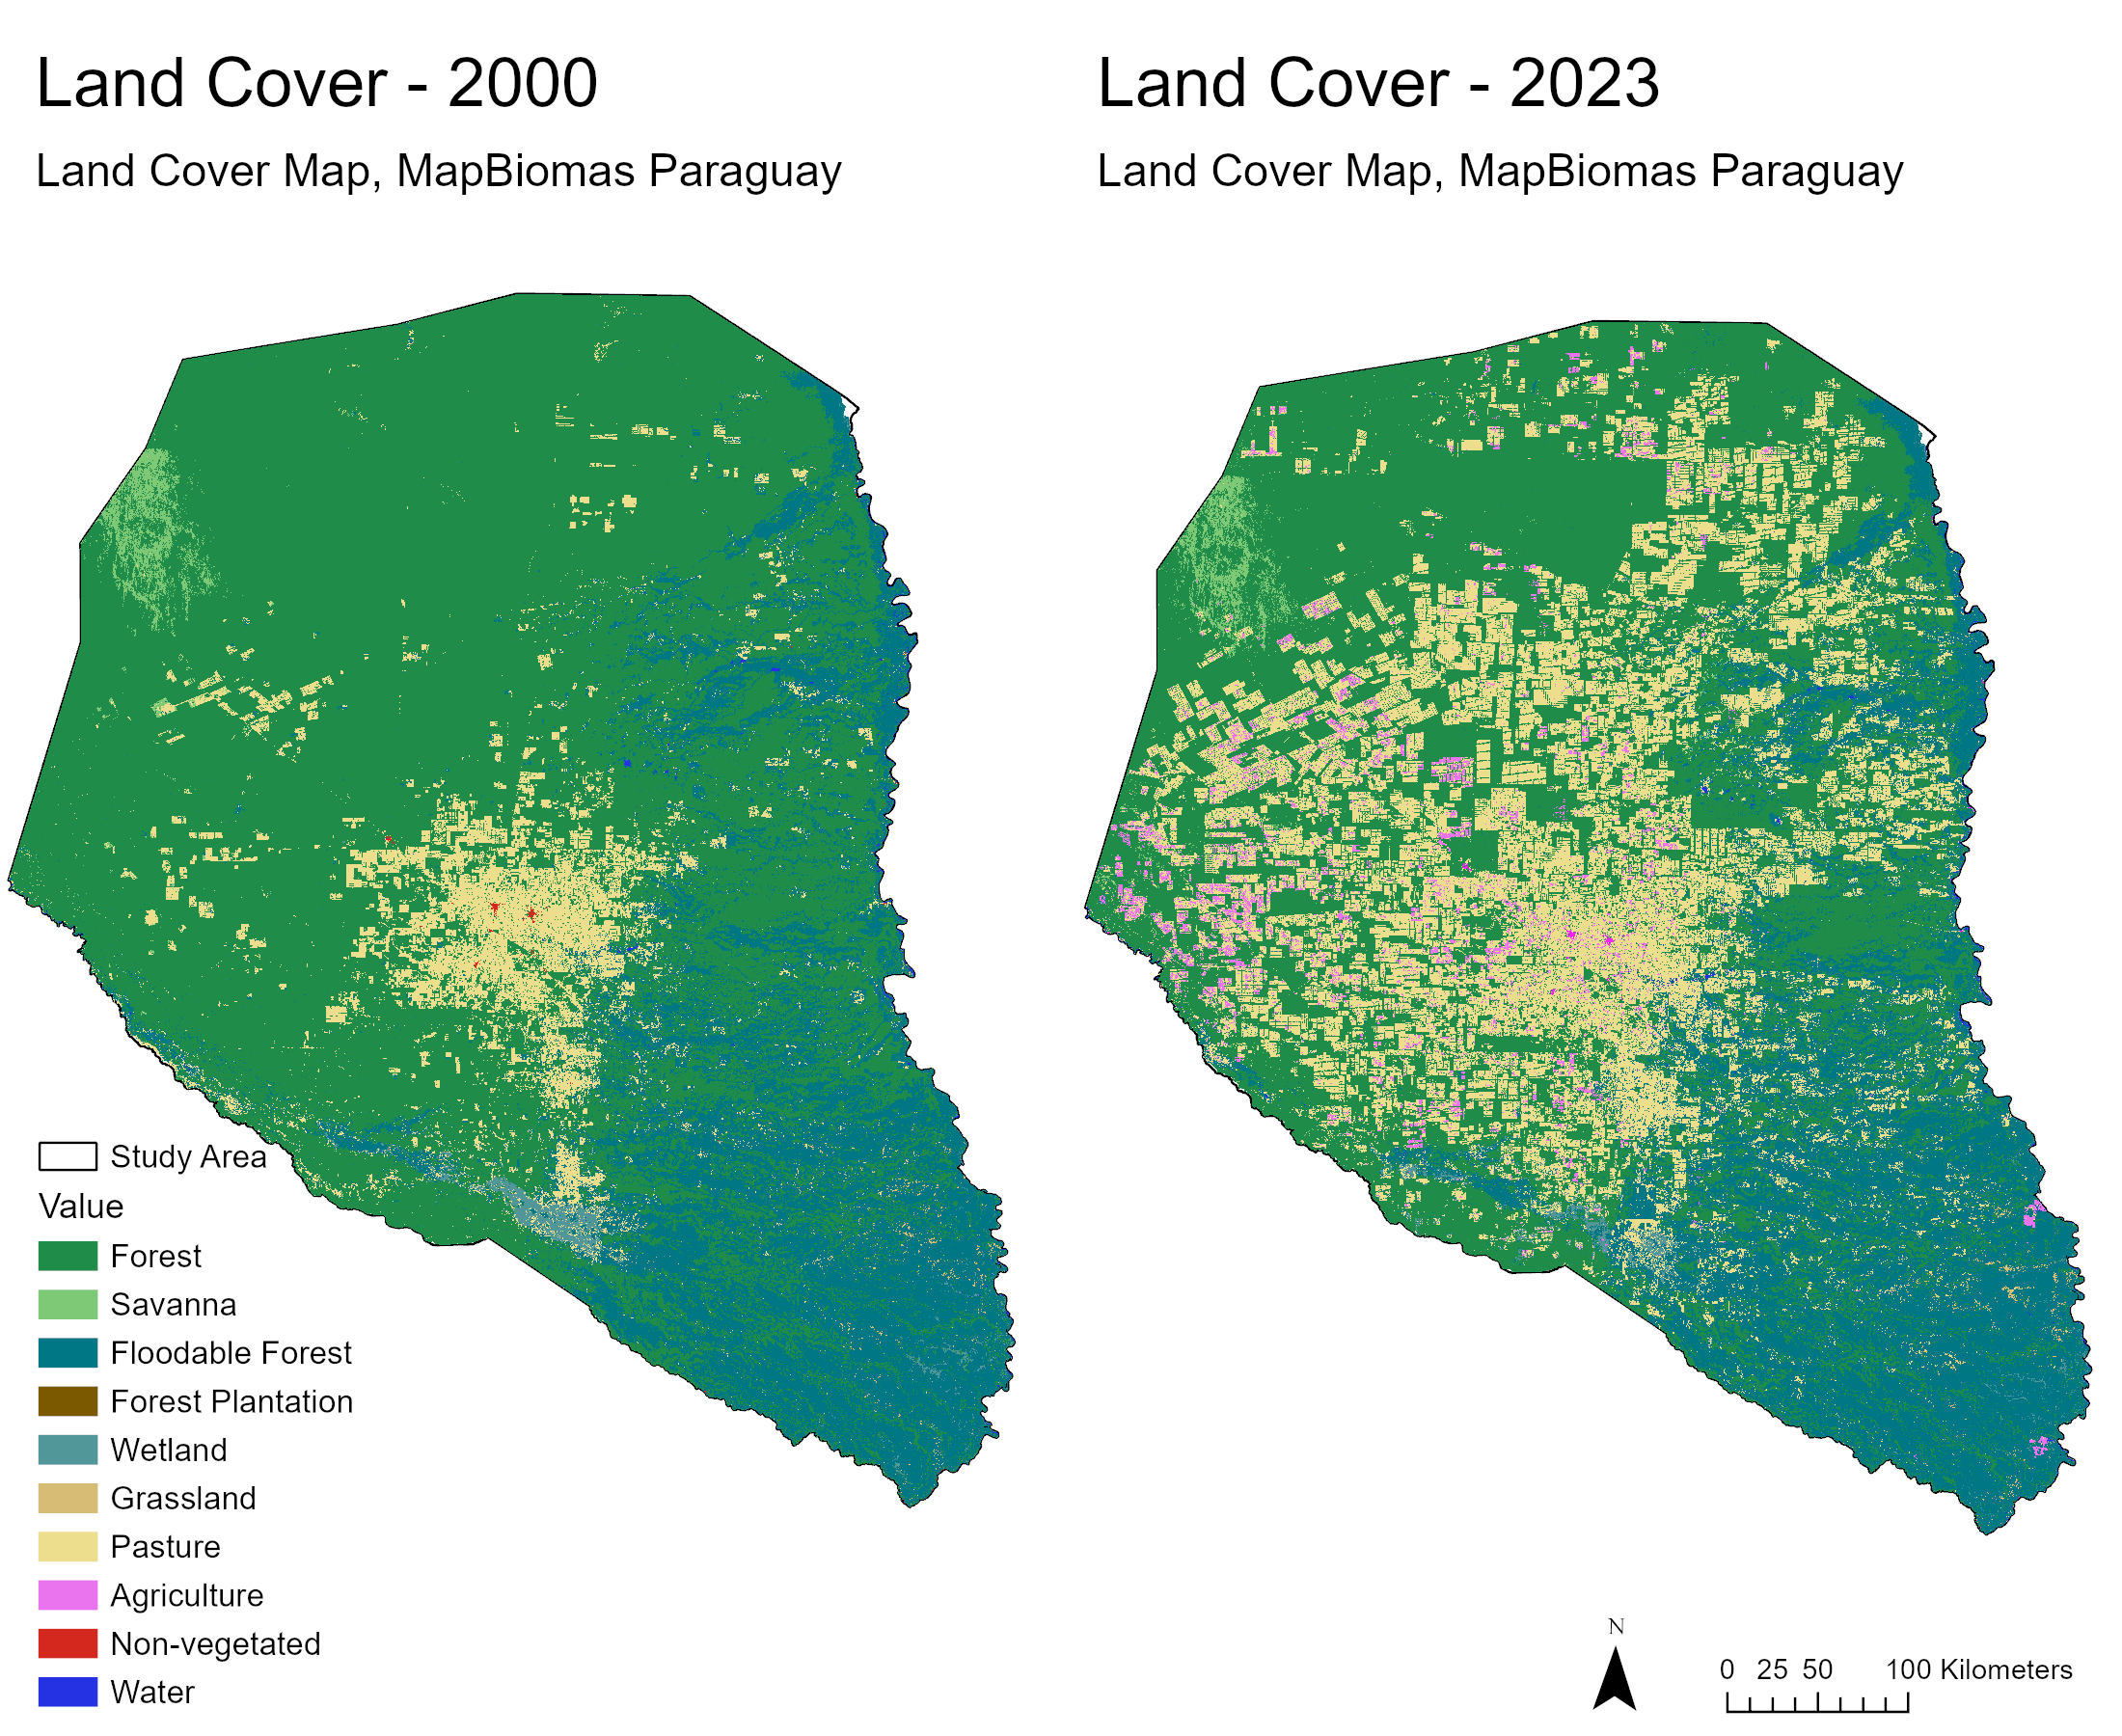 Land Cover - 2000
Land Cover Map, MapBiomas Paraguay
Land Cover - 2023
Land Cover Map, MapBiomas Paraguay
Study Area
Value
Forest
Savanna
Floodable Forest
Forest Plantation
Wetland
Grassland
Pasture
Agriculture
Non-vegetated
Water
N
0 25 50 100 Kilometers